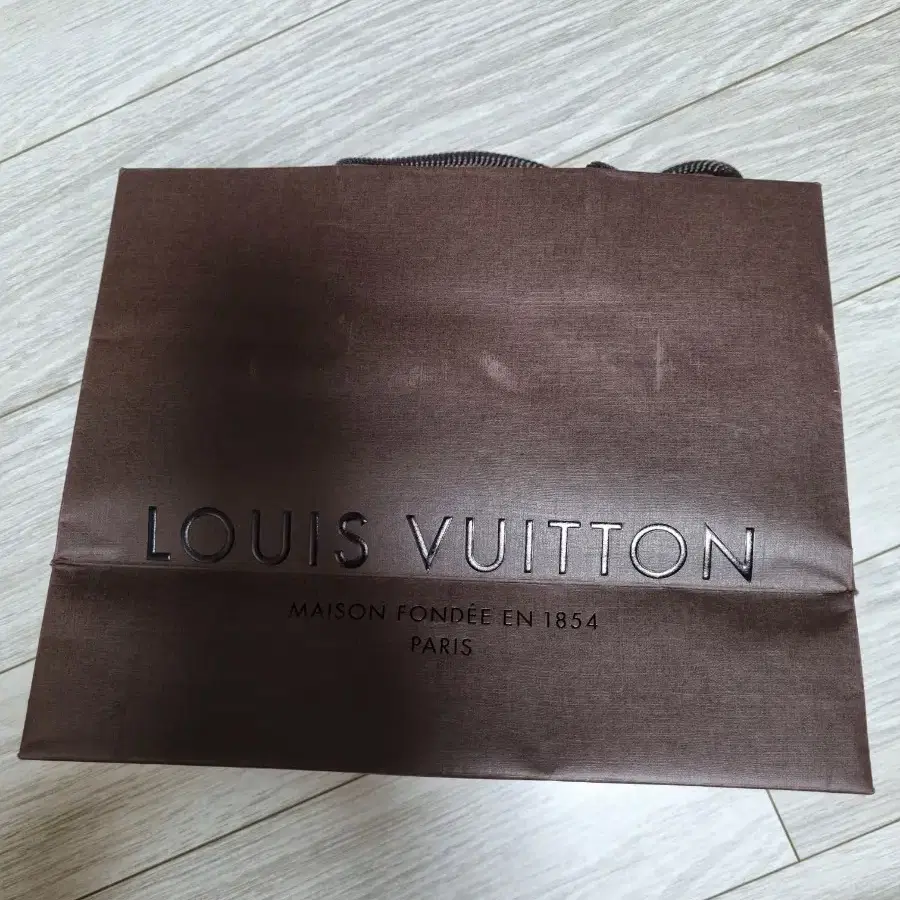 LOUIS VUITTON
MAISON FONDÉE EN 1854
PARIS